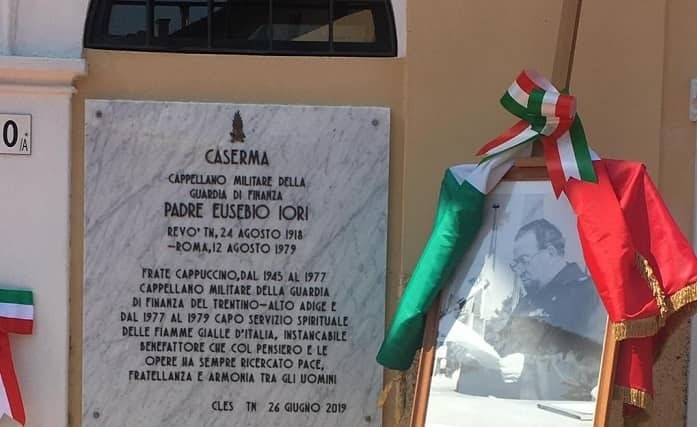 0/A
CASERMA
CAPPELLANO MILITARE DELLA
GUARDIA DI FINANZA
PADRE EUSEBIO IORI
REVO' TN, 24 AGOSTO 1918
-ROMA, 12 AGOSTO 1979
FRATE CAPPUCCINO, DAL 1945 AL 1977
CAPPELLANO MILITARE DELLA GUARDIA
DI FINANZA DEL TRENTINO-ALTO ADIGE E
DAL 1977 AL 1979 CAPO SERVIZIO SPIRITUALE
DELLE FIAMME GIALLE D'ITALIA, INSTANCABILE
BENEFATTORE CHE COL PENSIERO E LE
OPERE HA SEMPRE RICERCATO PACE,
FRATELLANZA E ARMONIA TRA GLI UOMINI
CLES TN 26 GIUGNO 2019